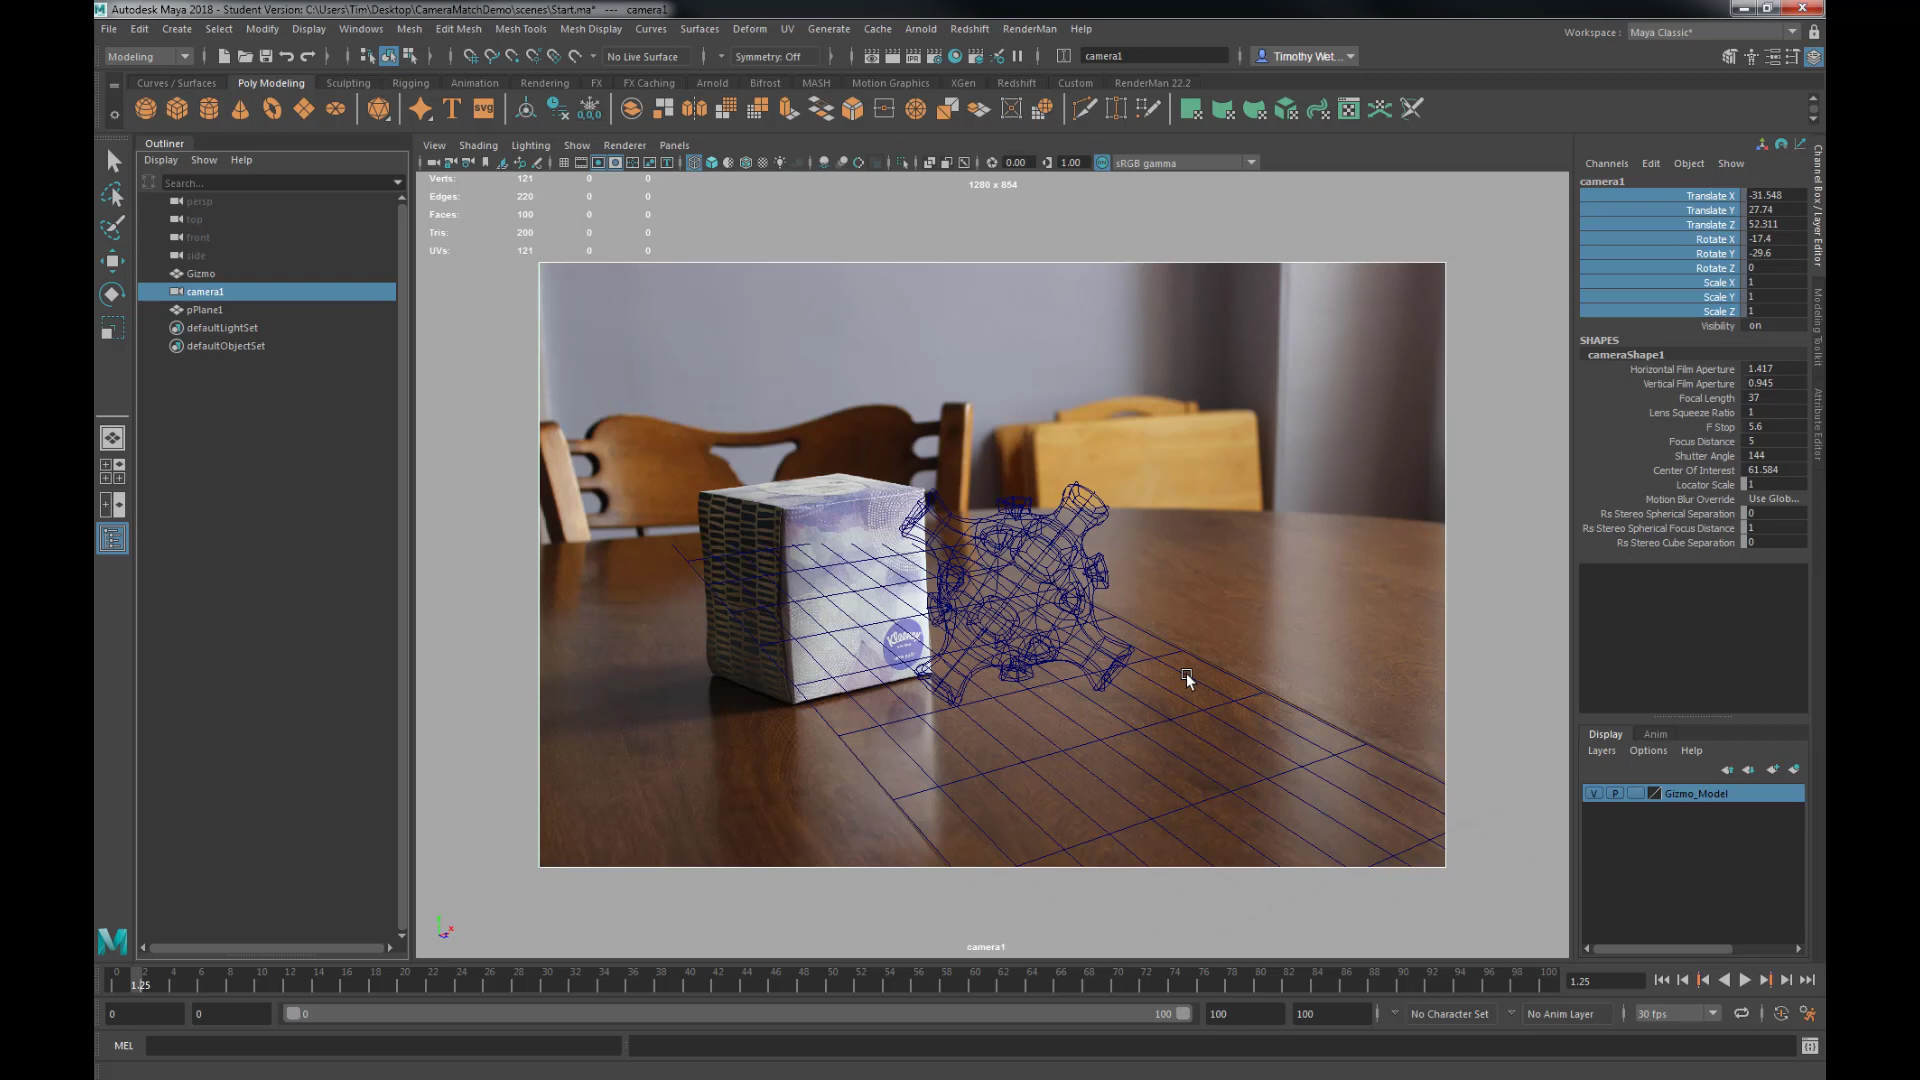 Autodesk Maya 2018 - Student Version: C:\Users\Tim\Desktop\CameraMatchDemo\scenes\Start.ma* --- camera1
File Edit Create Select Modify Display Windows Mesh Edit Mesh Mesh Tools Mesh Display Curves Surfaces Deform UV Generate Cache Arnold Redshift RenderMan Help
Workspace : Maya Classic*
Modeling No Live Surface Symmetry: Off camera1 Timothy Wet...
Curves / Surfaces Poly Modeling Sculpting Rigging Animation Rendering FX FX Caching Arnold Bifrost MASH Motion Graphics XGen Redshift Custom RenderMan 22.2
T svg 0,0,0
Outliner
Display Show Help
Search...
persp
top
front
side
Gizmo
camera1
pPlane1
defaultLightSet
defaultObjectSet
View Shading Lighting Show Renderer Panels
0.00 1.00 sRGB gamma
Verts: 121 0 0
Edges: 220 0 0
Faces: 100 0 0
Tris: 200 0 0
UVs: 121 0 0
1280 x 854
Kleenex
camera1
Channels Edit Object Show
camera1
Translate X -31.548
Translate Y 27.74
Translate Z 52.311
Rotate X -17.4
Rotate Y -29.6
Rotate Z 0
Scale X 1
Scale Y 1
Scale Z 1
Visibility on
SHAPES
cameraShape1
Horizontal Film Aperture 1.417
Vertical Film Aperture 0.945
Focal Length 37
Lens Squeeze Ratio 1
F Stop 5.6
Focus Distance 5
Shutter Angle 144
Center Of Interest 61.584
Locator Scale 1
Motion Blur Override Use Glob...
Rs Stereo Spherical Separation 0
Rs Stereo Spherical Focus Distance 1
Rs Stereo Cube Separation 0
Channel Box / Layer Editor
Modeling Toolkit
Attribute Editor
Display Anim
Layers Options Help
V P Gizmo_Model
0 2 4 6 8 10 12 14 16 18 20 22 24 26 28 30 32 34 36 38 40 42 44 46 48 50 52 54 56 58 60 62 64 66 68 70 72 74 76 78 80 82 84 86 88 90 92 94 96 98 100
1.25 1.25
0 0 0 100 100 100 No Character Set No Anim Layer 30 fps
MEL